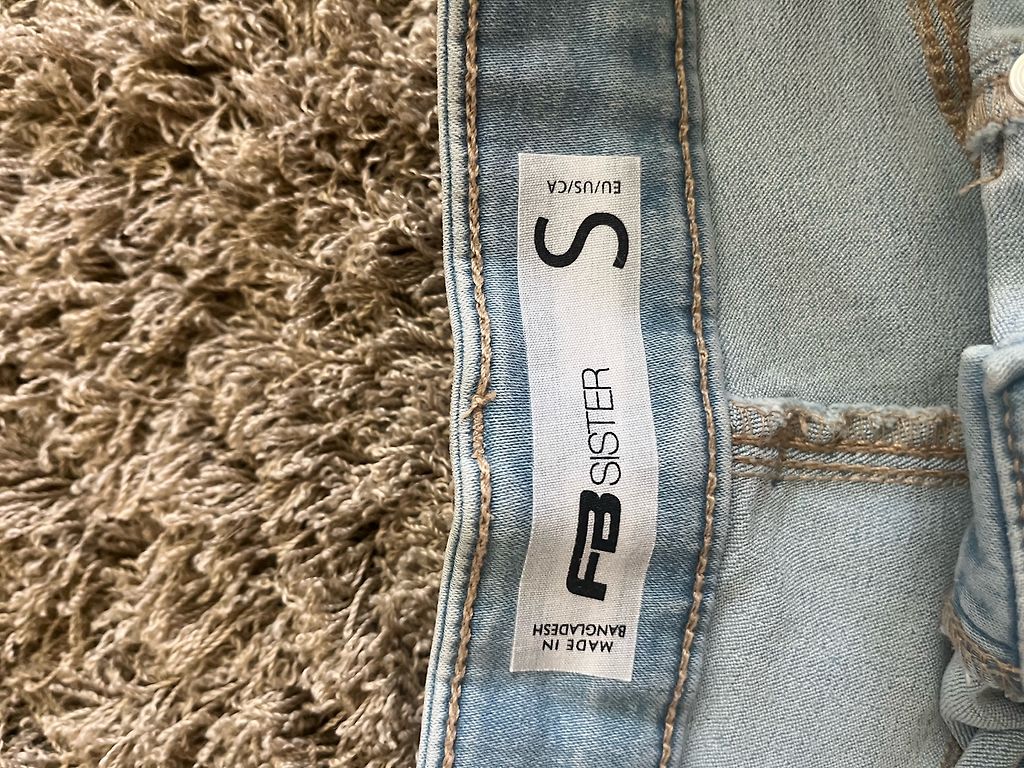 EU/US/CA
S
FB SISTER
MADE IN
BANGLADESH